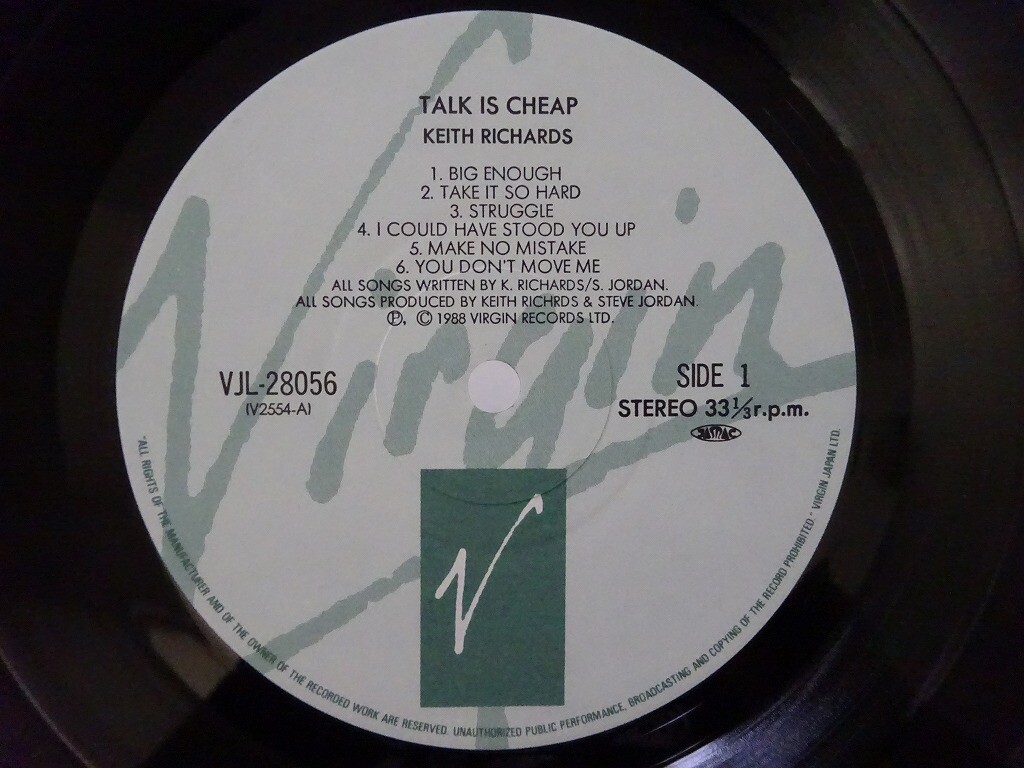 TALK IS CHEAP
KEITH RICHARDS
1. BIG ENOUGH
2. TAKE IT SO HARD
3. STRUGGLE
4. I COULD HAVE STOOD YOU UP
5. MAKE NO MISTAKE
6. YOU DON'T MOVE ME
ALL SONGS WRITTEN BY K. RICHARDS/S. JORDAN.
ALL SONGS PRODUCED BY KEITH RICHRDS & STEVE JORDAN.
Ⓟ, © 1988 VIRGIN RECORDS LTD.
Virgin
VJL-28056
(V2554-A)
SIDE 1
STEREO 33⅓r.p.m.
JASRAC
V
"ALL RIGHTS OF THE MANUFACTURER AND OF THE OWNER OF THE RECORDED WORK ARE RESERVED. UNAUTHORIZED PUBLIC PERFORMANCE, BROADCASTING AND COPYING OF THE RECORD PROHIBITED." VIRGIN JAPAN LTD.